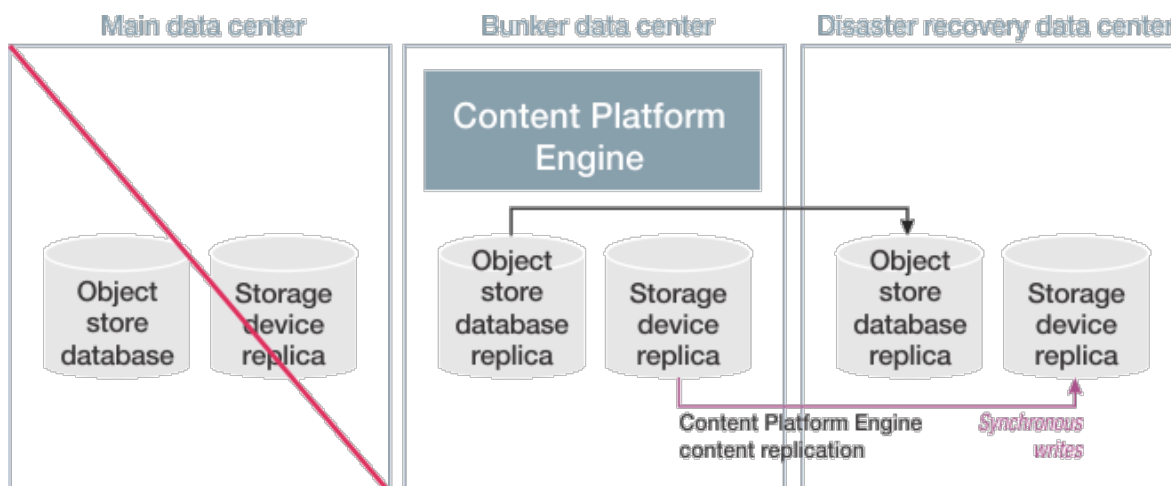 Main data center
Bunker data center
Disaster recovery data center
Content Platform
Engine
Object
store
database
Storage
device
replica
Object
store
database
replica
Storage
device
replica
Object
store
database
replica
Storage
device
replica
Content Platform Engine
content replication
Synchronous
writes